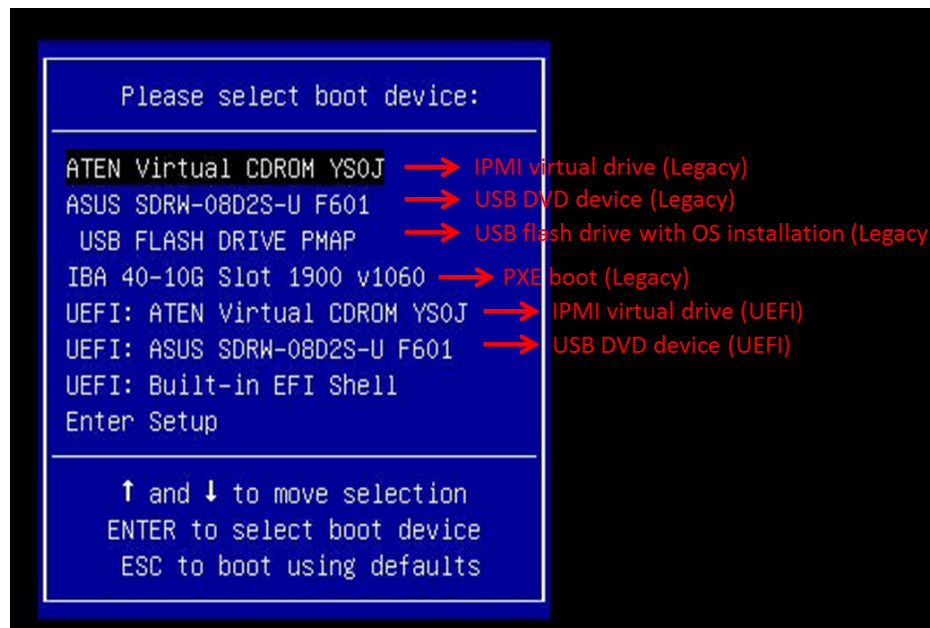 Please select boot device:
ATEN Virtual CDROM YS0J IPMI virtual drive (Legacy)
ASUS SDRW-08D2S-U F601 USB DVD device (Legacy)
USB FLASH DRIVE PMAP USB flash drive with OS installation (Legacy
IBA 40-10G Slot 1900 v1060 PXE boot (Legacy)
UEFI: ATEN Virtual CDROM YS0J IPMI virtual drive (UEFI)
UEFI: ASUS SDRW-08D2S-U F601 USB DVD device (UEFI)
UEFI: Built-in EFI Shell
Enter Setup
↑ and ↓ to move selection
ENTER to select boot device
ESC to boot using defaults